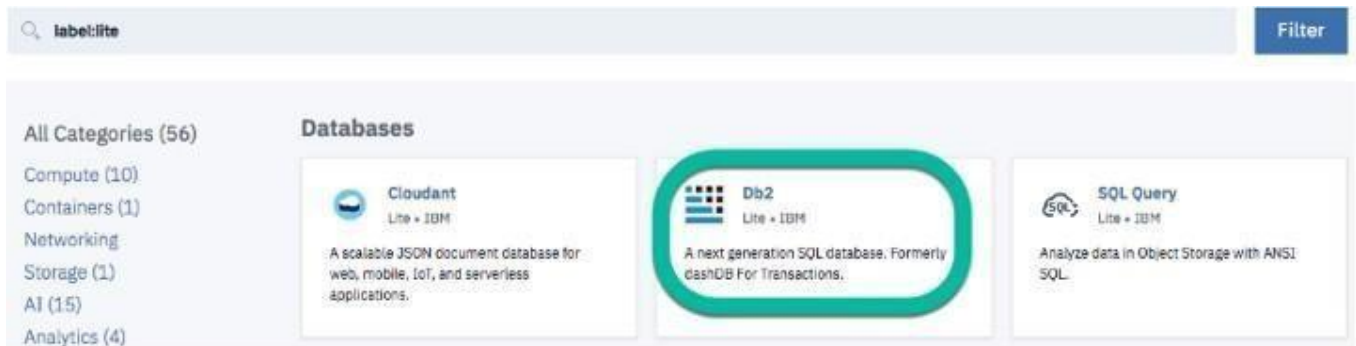 label:lite
Filter
All Categories (56)
Compute (10)
Containers (1)
Networking
Storage (1)
AI (15)
Analytics (4)
Databases
Cloudant
Lite • IBM
A scalable JSON document database for
web, mobile, IoT, and serverless
applications.
Db2
Lite • IBM
A next generation SQL database. Formerly
dashDB For Transactions.
SQL
SQL Query
Lite • IBM
Analyze data in Object Storage with ANSI
SQL.